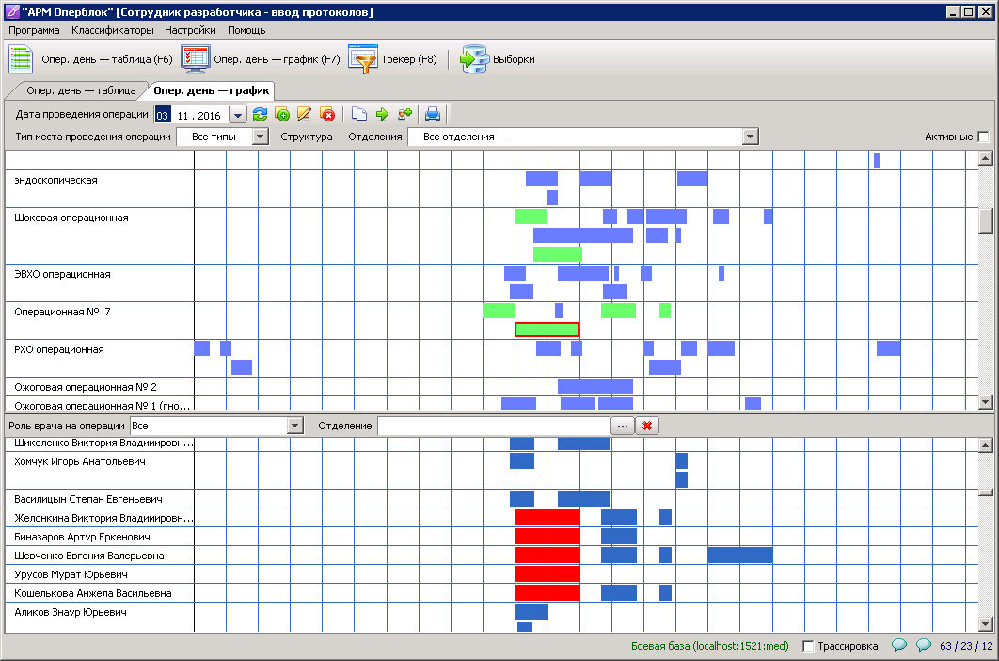 "АРМ Оперблок" [Сотрудник разработчика - ввод протоколов]
Программа Классификаторы Настройки Помощь
Опер. день — таблица (F6) Опер. день — график (F7) Трекер (F8) Выборки
Опер. день — таблица Опер. день — график
Дата проведения операции 03 11 . 2016
Тип места проведения операции --- Все типы --- Структура Отделения --- Все отделения --- Активные
эндоскопическая
Шоковая операционная
ЭВХО операционная
Операционная № 7
РХО операционная
Ожоговая операционная № 2
Ожоговая операционная № 1 (гно...
Роль врача на операции Все Отделение ...
Шиколенко Виктория Владимировн...
Хомчук Игорь Анатольевич
Василицын Степан Евгеньевич
Желонкина Виктория Владимировн...
Биназаров Артур Еркенович
Шевченко Евгения Валерьевна
Урусов Мурат Юрьевич
Кошелькова Анжела Васильевна
Аликов Знаур Юрьевич
Боевая база (localhost:1521:med) Трассировка 63 / 23 / 12